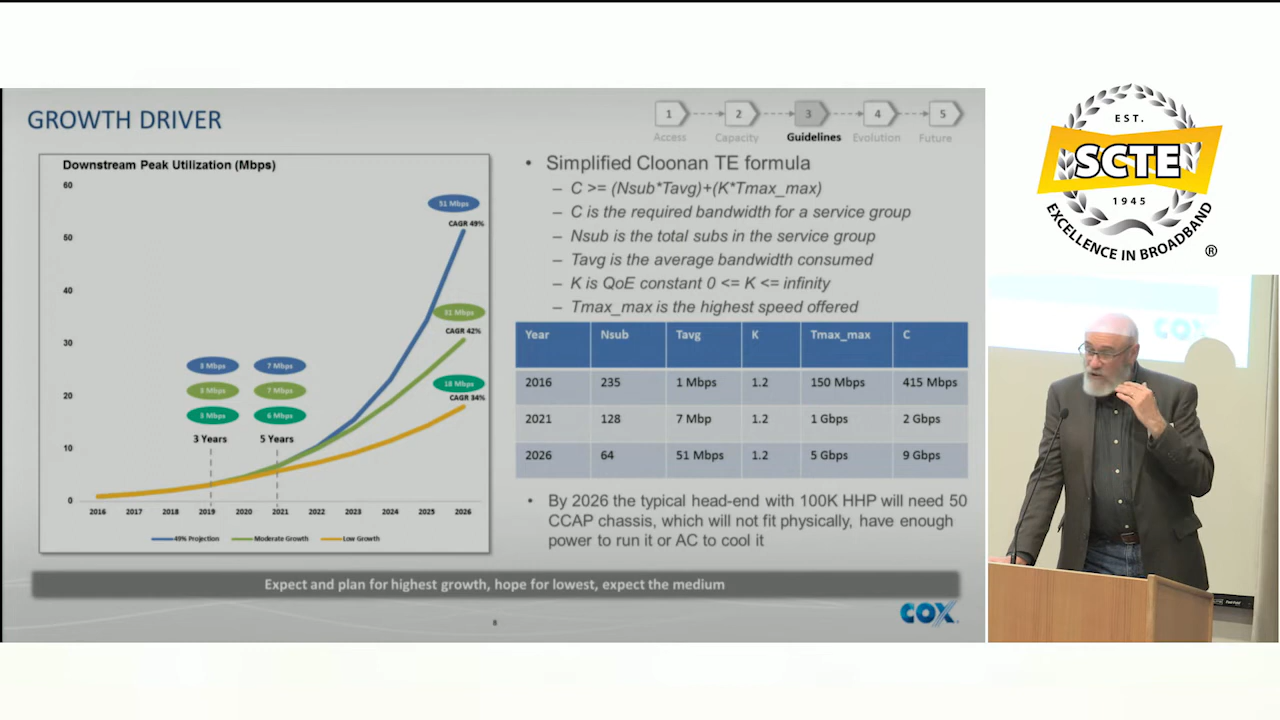 GROWTH DRIVER
1
2
3
4
5
Access
Capacity
Guidelines
Evolution
Future
Downstream Peak Utilization (Mbps)
60
50
40
30
20
10
0
51 Mbps
CAGR 49%
31 Mbps
CAGR 42%
18 Mbps
CAGR 34%
3 Mbps
7 Mbps
3 Mbps
7 Mbps
3 Mbps
6 Mbps
3 Years
5 Years
2016 2017 2018 2019 2020 2021 2022 2023 2024 2025 2026
49% Projection
Moderate Growth
Low Growth
• Simplified Cloonan TE formula
– C >= (Nsub*Tavg)+(K*Tmax_max)
– C is the required bandwidth for a service group
– Nsub is the total subs in the service group
– Tavg is the average bandwidth consumed
– K is QoE constant 0 <= K <= infinity
– Tmax_max is the highest speed offered
Year Nsub Tavg K Tmax_max C
2016 235 1 Mbps 1.2 150 Mbps 415 Mbps
2021 128 7 Mbp 1.2 1 Gbps 2 Gbps
2026 64 51 Mbps 1.2 5 Gbps 9 Gbps
• By 2026 the typical head-end with 100K HHP will need 50
CCAP chassis, which will not fit physically, have enough
power to run it or AC to cool it
Expect and plan for highest growth, hope for lowest, expect the medium
8
COX
EST.
SCTE
1945
EXCELLENCE IN BROADBAND
®
COX